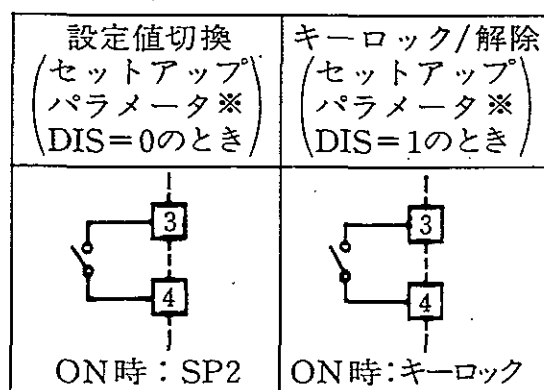 設定値切換
(セットアップ
パラメータ※
DIS=0のとき)
3
4
ON時：SP2
キーロック/解除
(セットアップ
パラメータ※
DIS=1のとき)
3
4
ON時：キーロック